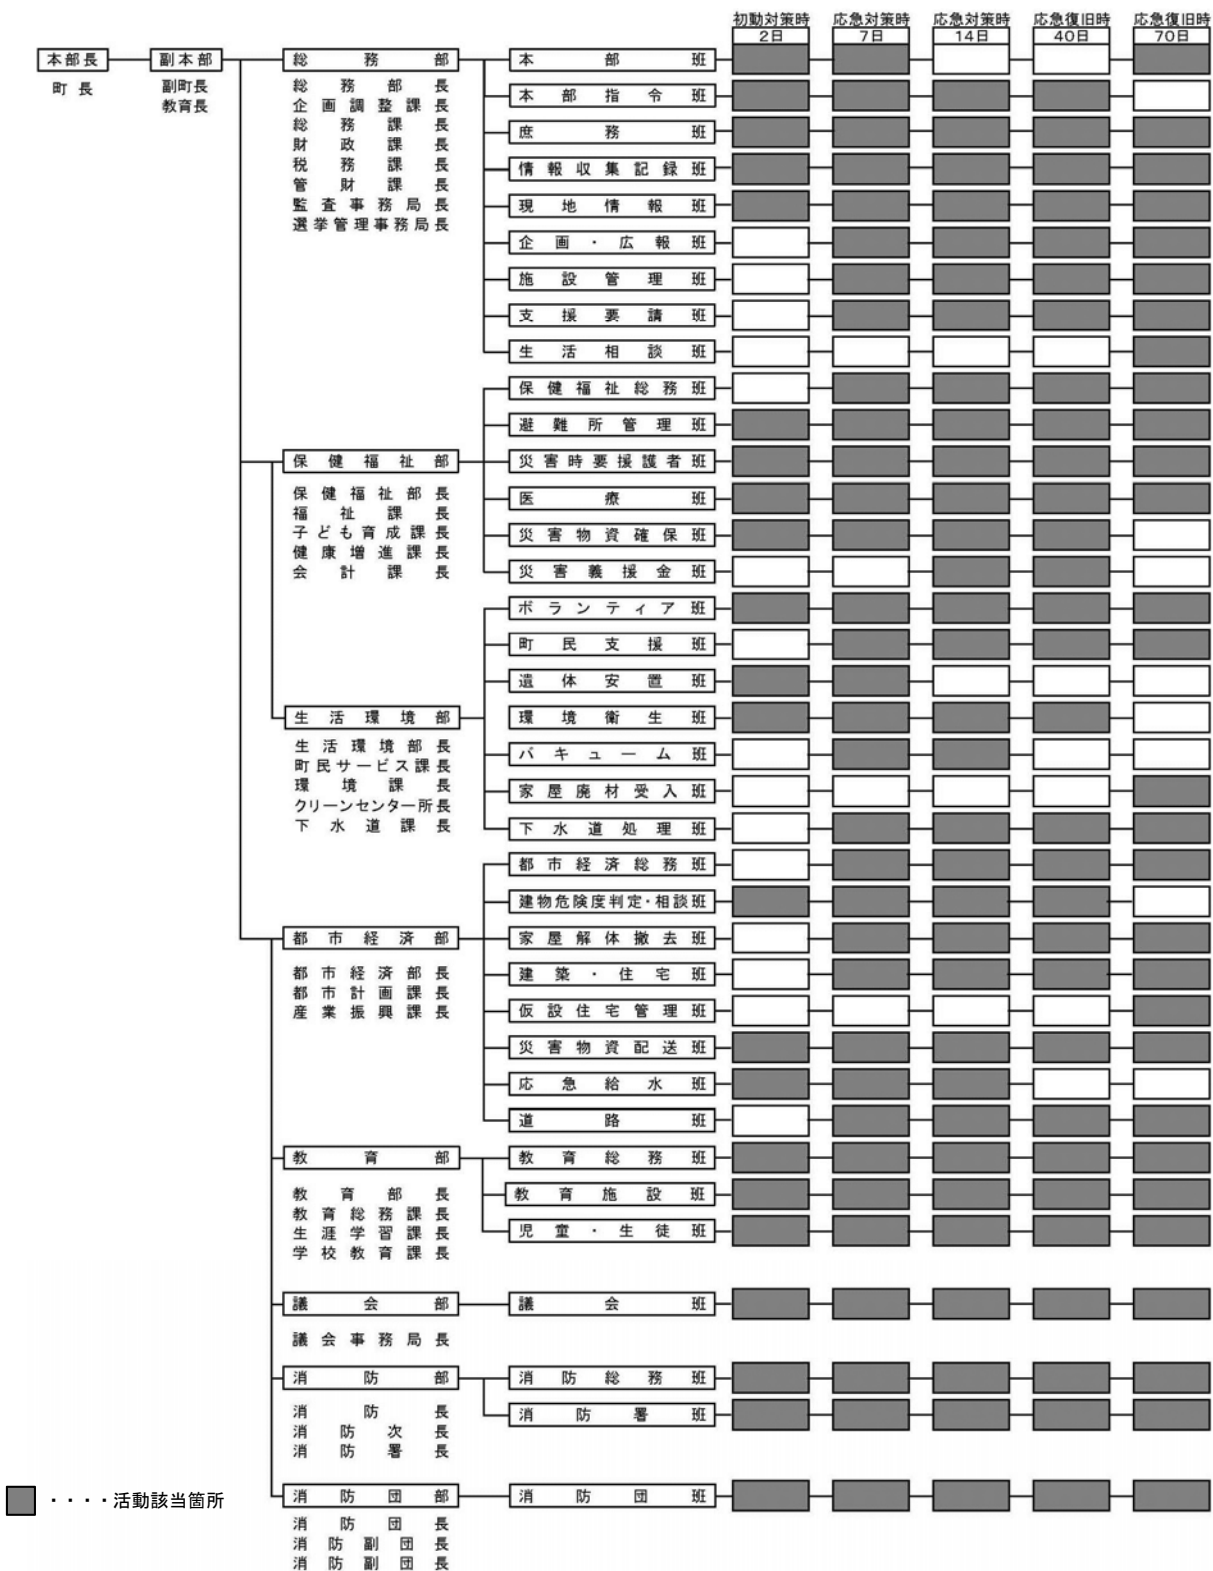 初動対策時 応急対策時 応急対策時 応急復旧時 応急復旧時
2日 7日 14日 40日 70日
本部長 副本部 総務部 本部班
町長
副町長
教育長
総務部長
企画調整課長
総務課長
財政課長
税務課長
管財課長
監査事務局長
選挙管理事務局長
本部指令班
庶務班
情報収集記録班
現地情報班
企画・広報班
施設管理班
支援要請班
生活相談班
保健福祉部
保健福祉部長
福祉課長
子ども育成課長
健康増進課長
会計課長
保健福祉総務班
避難所管理班
災害時要援護者班
医療班
災害物資確保班
災害義援金班
生活環境部
生活環境部長
町民サービス課長
環境課長
クリーンセンター所長
下水道課長
ボランティア班
町民支援班
遺体安置班
環境衛生班
バキューム班
家屋廃材受入班
下水道処理班
都市経済部
都市経済部長
都市計画課長
産業振興課長
都市経済総務班
建物危険度判定・相談班
家屋解体撤去班
建築・住宅班
仮設住宅管理班
災害物資配送班
応急給水班
道路班
教育部
教育部長
教育総務課長
生涯学習課長
学校教育課長
教育総務班
教育施設班
児童・生徒班
議会部 議会班
議会事務局長
消防部
消防長
消防次長
消防署長
消防総務班
消防署班
消防団部 消防団班
消防団長
消防副団長
消防副団長
・・・・活動該当箇所